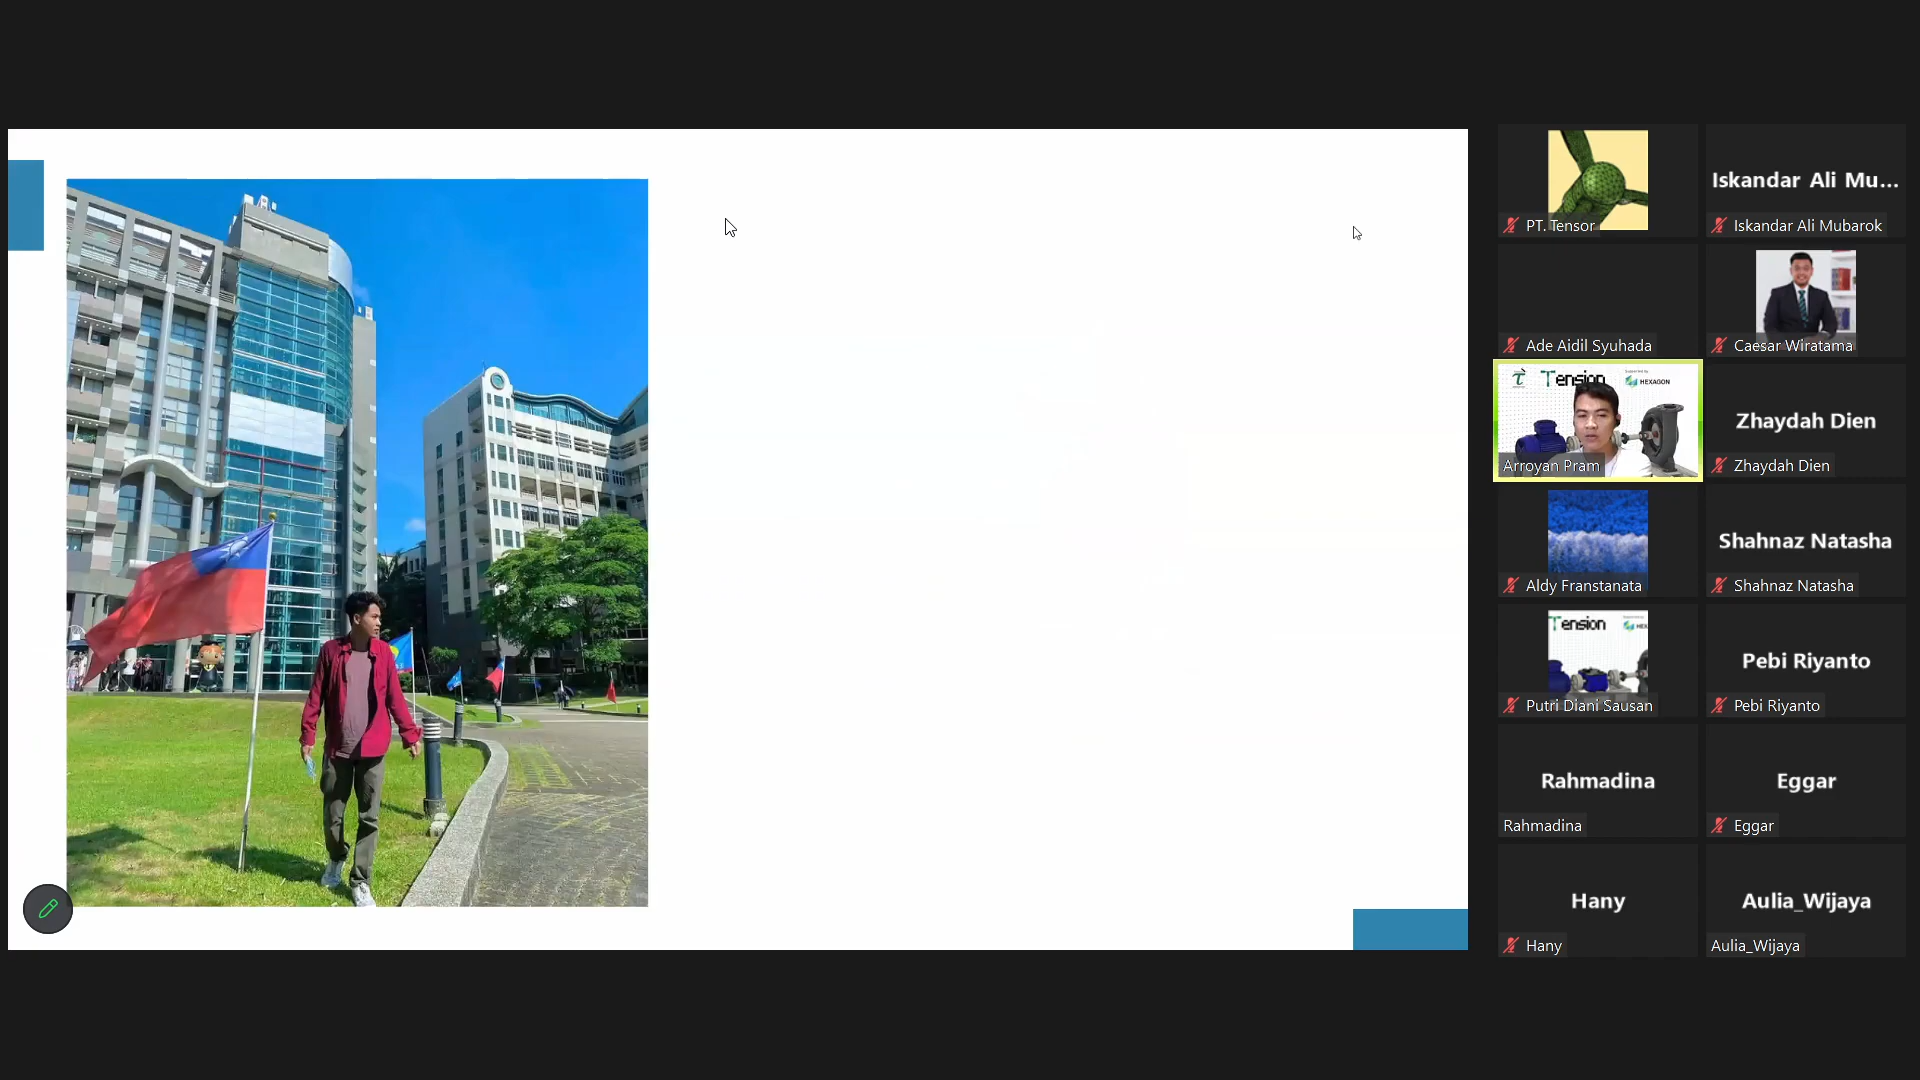 PT. Tensor
Iskandar Ali Mu...
Iskandar Ali Mubarok
Ade Aidil Syuhada
Caesar Wiratama
Tension
HEXAGON
Arroyan Pram
Zhaydah Dien
Zhaydah Dien
Aldy Franstanata
Shahnaz Natasha
Shahnaz Natasha
Tension
Putri Diani Sausan
Pebi Riyanto
Pebi Riyanto
Rahmadina
Rahmadina
Eggar
Eggar
Hany
Hany
Aulia_Wijaya
Aulia_Wijaya